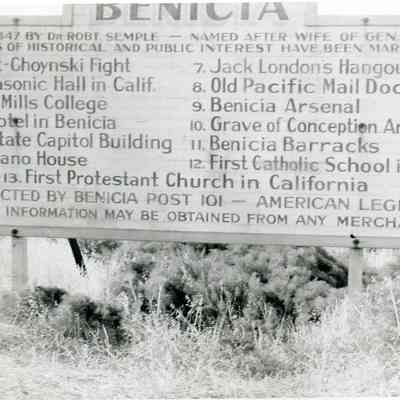 BENICIA
347 BY DR ROBT. SEMPLE — NAMED AFTER WIFE OF GEN.
S OF HISTORICAL AND PUBLIC INTEREST HAVE BEEN MAR
-Choynski Fight
7. Jack London's Hangou
asonic Hall in Calif.
8. Old Pacific Mail Doc
Mills College
9. Benicia Arsenal
otel in Benicia
10. Grave of Conception Ar
tate Capitol Building
11. Benicia Barracks
ano House
12. First Catholic School i
13. First Protestant Church in California
CTED BY BENICIA POST 101 — AMERICAN LEGI
INFORMATION MAY BE OBTAINED FROM ANY MERCHA